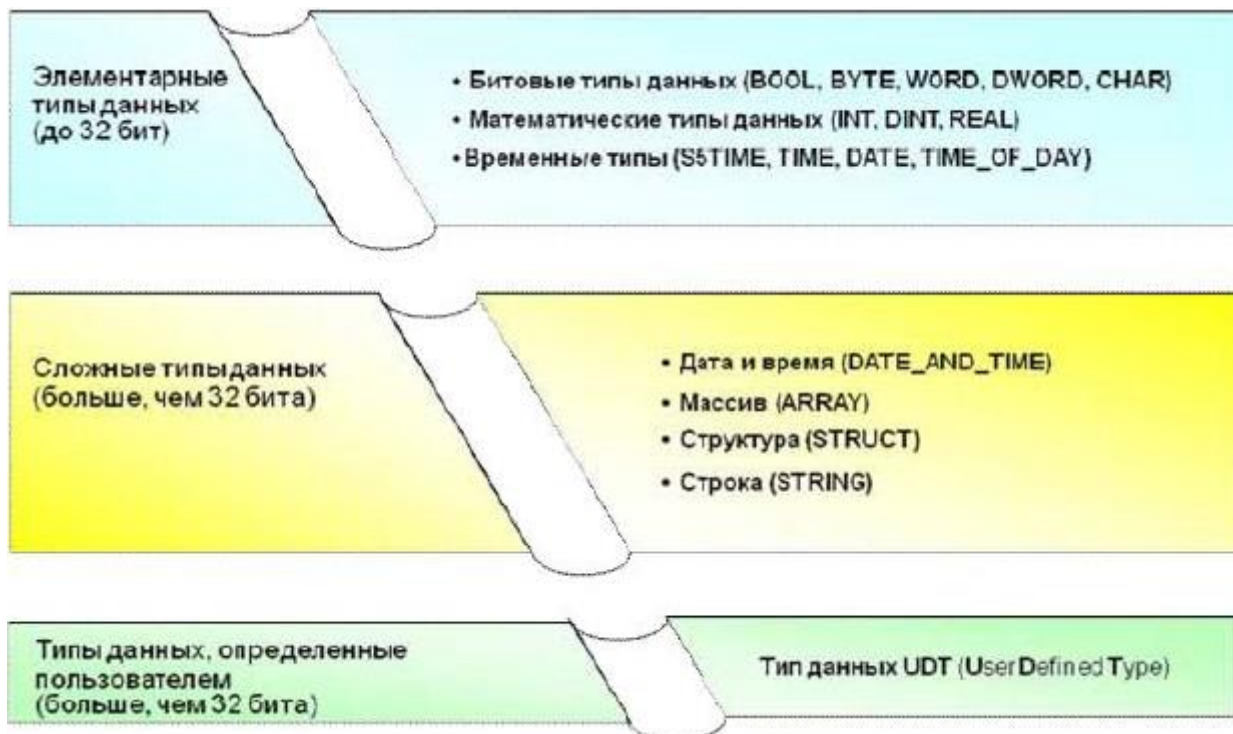 Элементарные
типы данных
(до 32 бит)
• Битовые типы данных (BOOL, BYTE, WORD, DWORD, CHAR)
• Математические типы данных (INT, DINT, REAL)
• Временные типы (S5TIME, TIME, DATE, TIME_OF_DAY)
Сложные типы данных
(больше, чем 32 бита)
• Дата и время (DATE_AND_TIME)
• Массив (ARRAY)
• Структура (STRUCT)
• Строка (STRING)
Типы данных, определенные
пользователем
(больше, чем 32 бита)
Тип данных UDT (User Defined Type)